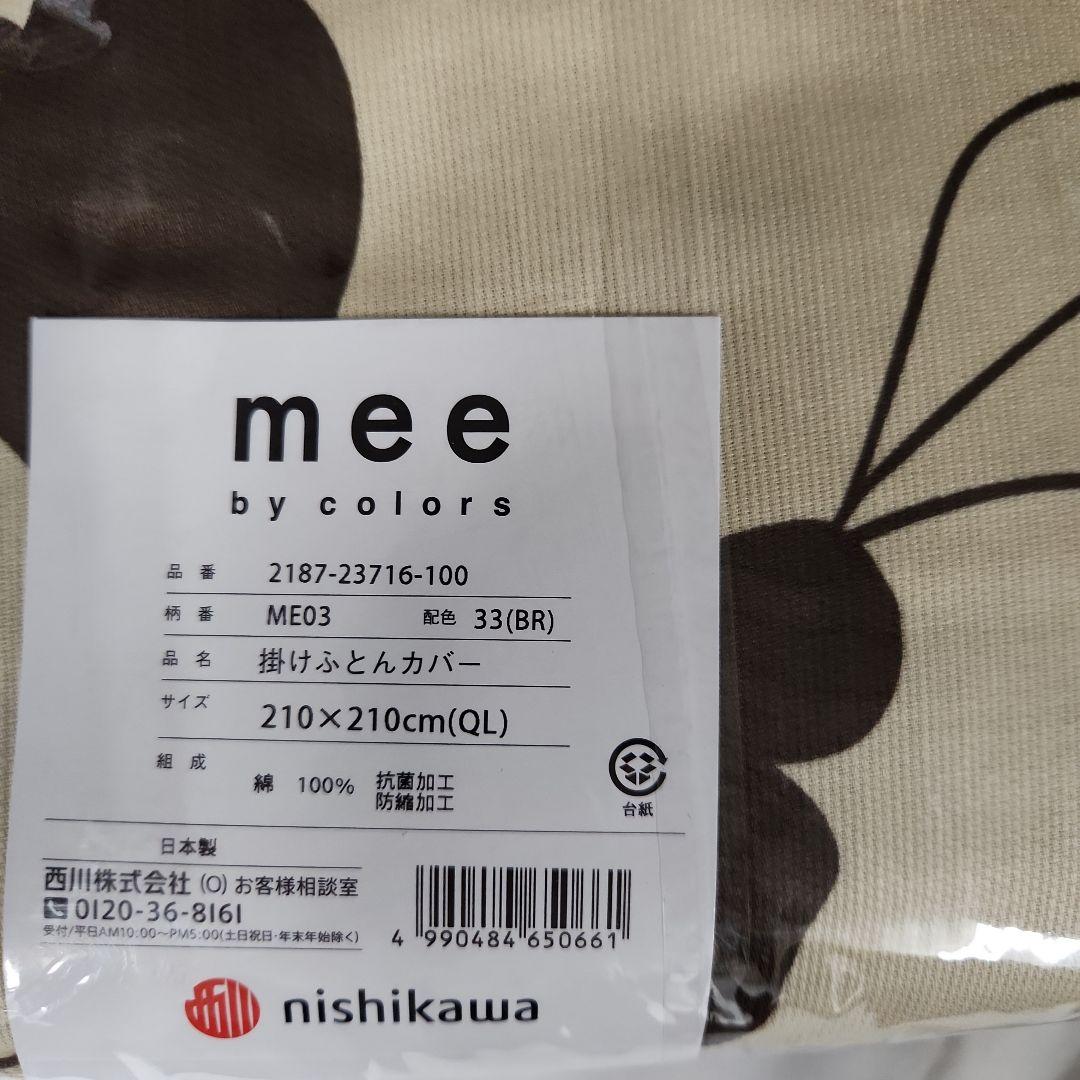 mee
by colors
品番 2187-23716-100
柄番 ME03 配色 33(BR)
品名 掛けふとんカバー
サイズ 210×210cm(QL)
組成 綿 100% 抗菌加工
防縮加工
台紙
日本製
西川株式会社 (O) お客様相談室
0120-36-8161
受付/平日AM10:00〜PM5:00(土日祝日・年末年始除く)
4 990484 650661
西川 nishikawa